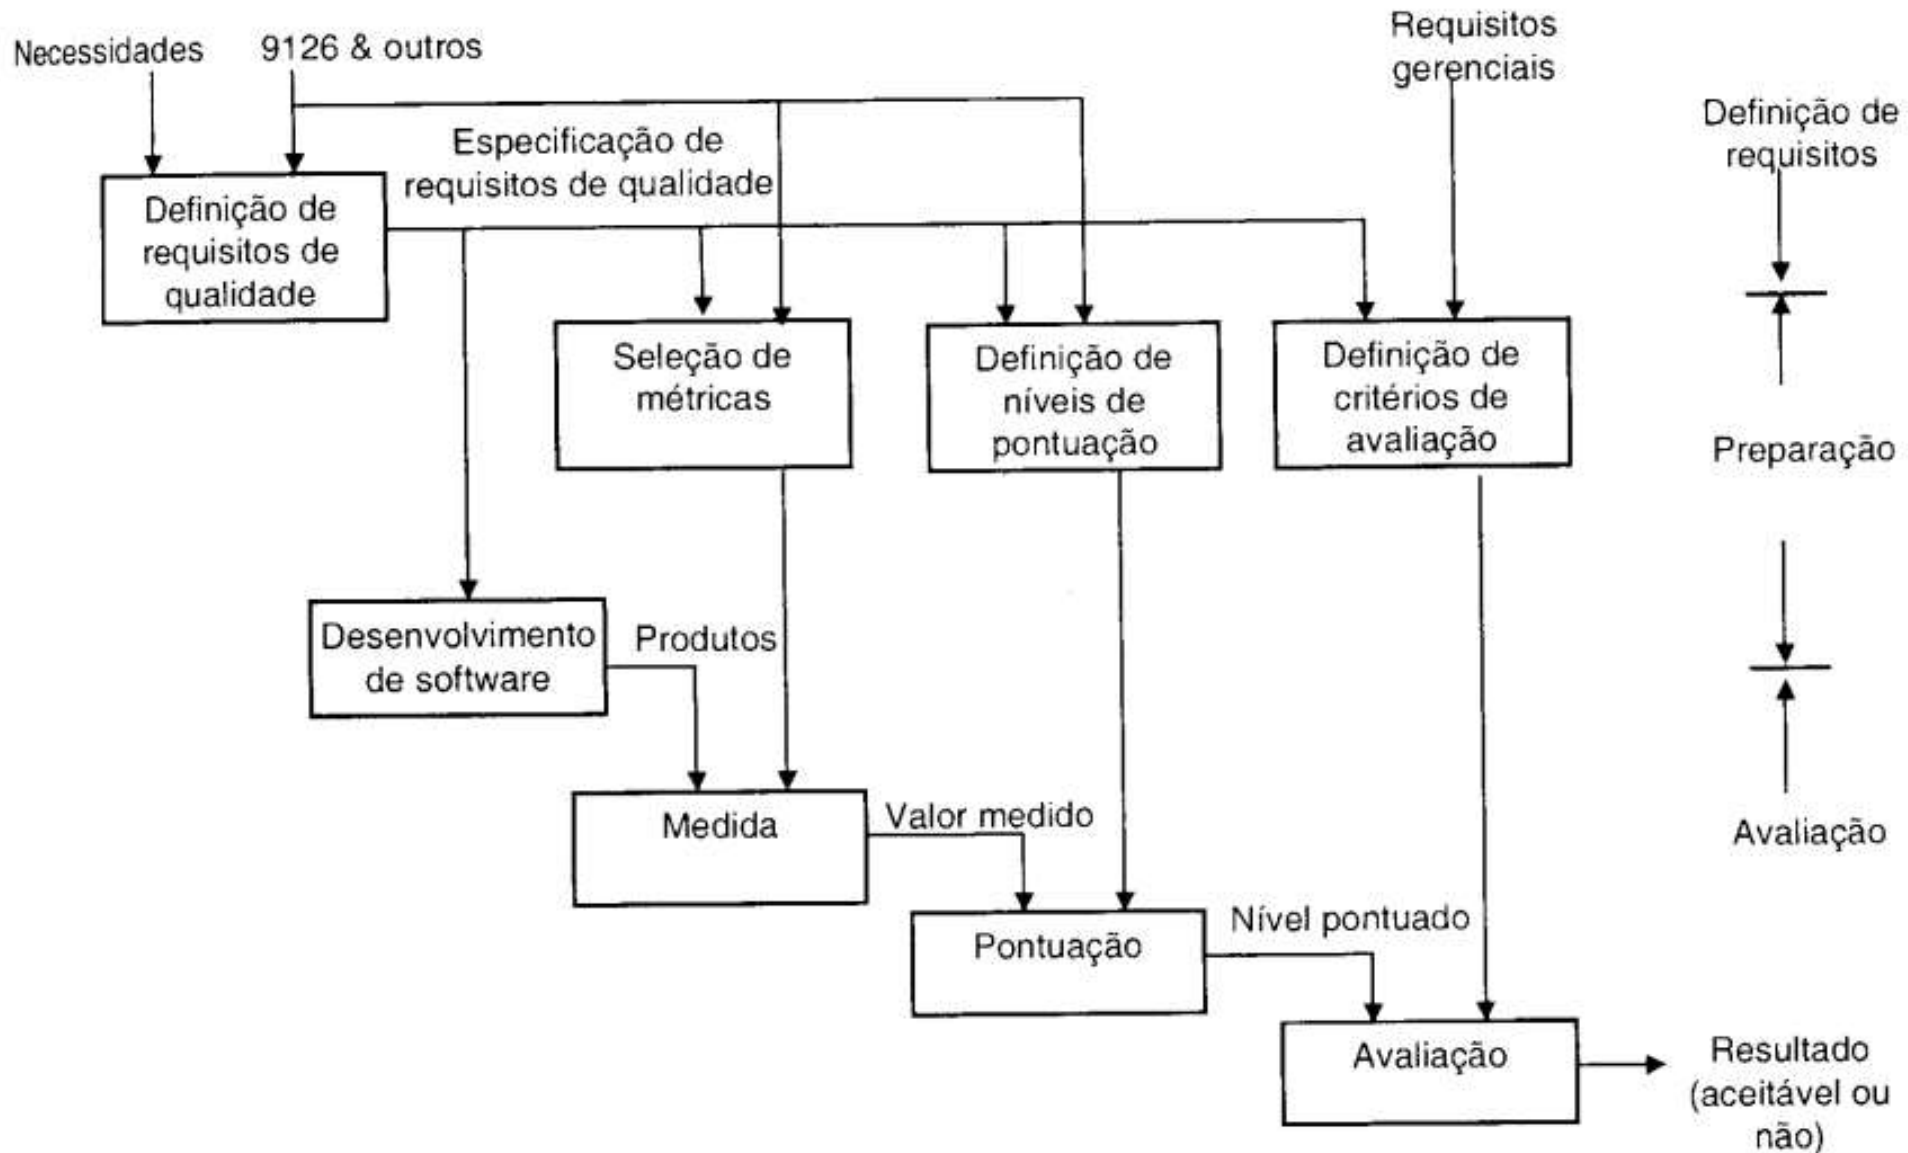 Necessidades
9126 & outros
Requisitos
gerenciais
Definição de
requisitos
Especificação de
requisitos de qualidade
Definição de
requisitos de
qualidade
Seleção de
métricas
Definição de
níveis de
pontuação
Definição de
critérios de
avaliação
Preparação
Desenvolvimento
de software
Produtos
Medida
Valor medido
Avaliação
Pontuação
Nível pontuado
Avaliação
Resultado
(aceitável ou
não)